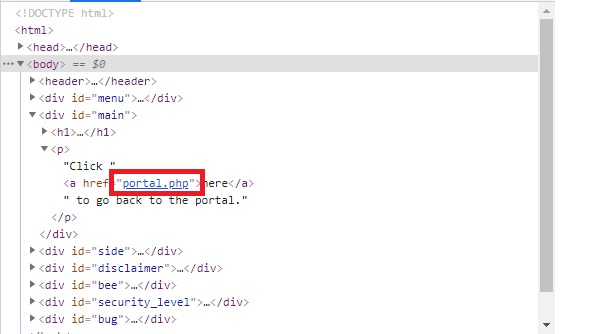 <!DOCTYPE html>
<html>
<head>…</head>
<body> == $0
<header>…</header>
<div id="menu">…</div>
<div id="main">
<h1>…</h1>
<p>
"Click "
<a href="portal.php">here</a>
" to go back to the portal."
</p>
</div>
<div id="side">…</div>
<div id="disclaimer">…</div>
<div id="bee">…</div>
<div id="security_level">…</div>
<div id="bug">…</div>